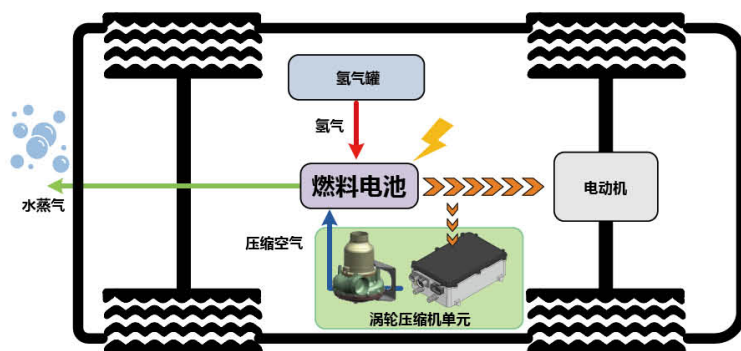 氢气罐
氢气
燃料电池
电动机
水蒸气
压缩空气
涡轮压缩机单元